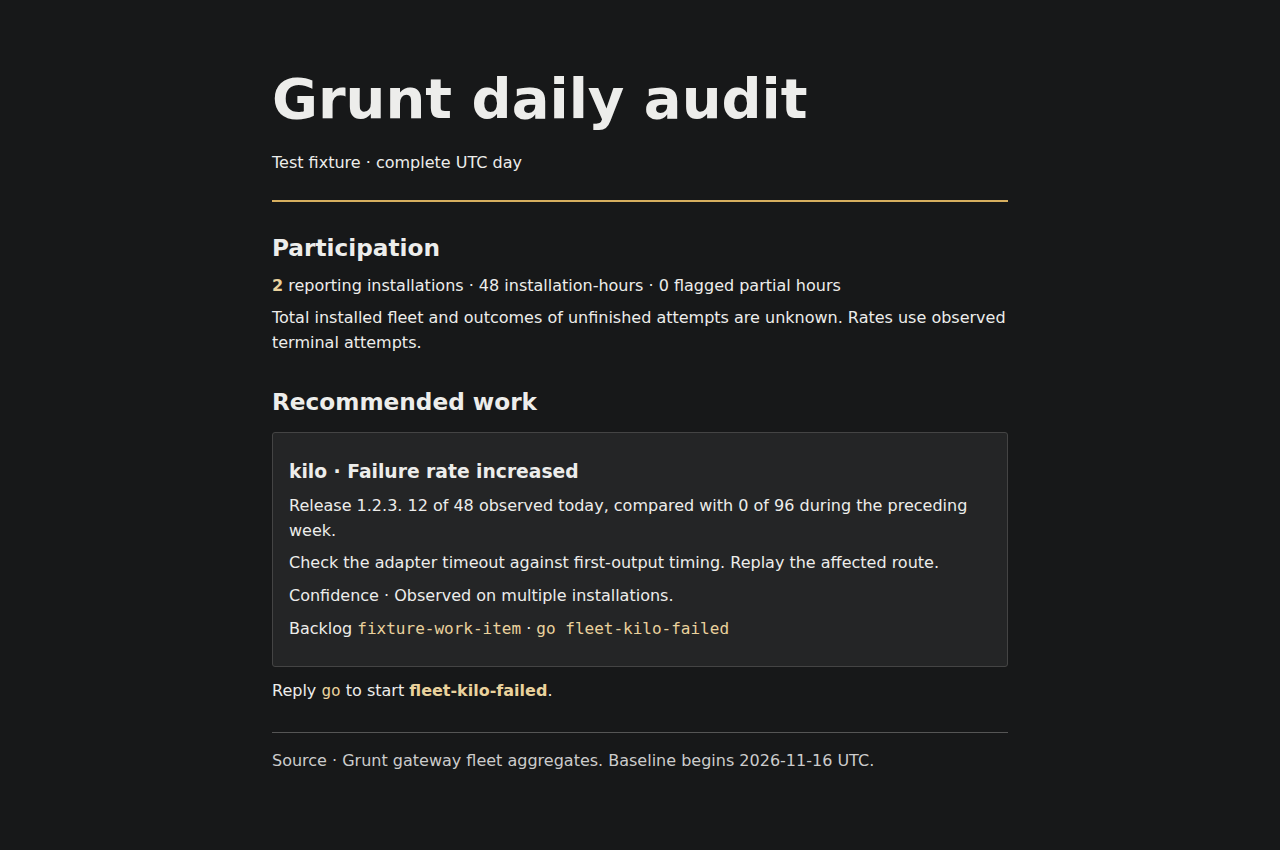 Grunt daily audit
Test fixture · complete UTC day
Participation
2 reporting installations · 48 installation-hours · 0 flagged partial hours
Total installed fleet and outcomes of unfinished attempts are unknown. Rates use observed
terminal attempts.
Recommended work
kilo · Failure rate increased
Release 1.2.3. 12 of 48 observed today, compared with 0 of 96 during the preceding
week.
Check the adapter timeout against first-output timing. Replay the affected route.
Confidence · Observed on multiple installations.
Backlog fixture-work-item · go fleet-kilo-failed
Reply go to start fleet-kilo-failed.
Source · Grunt gateway fleet aggregates. Baseline begins 2026-11-16 UTC.